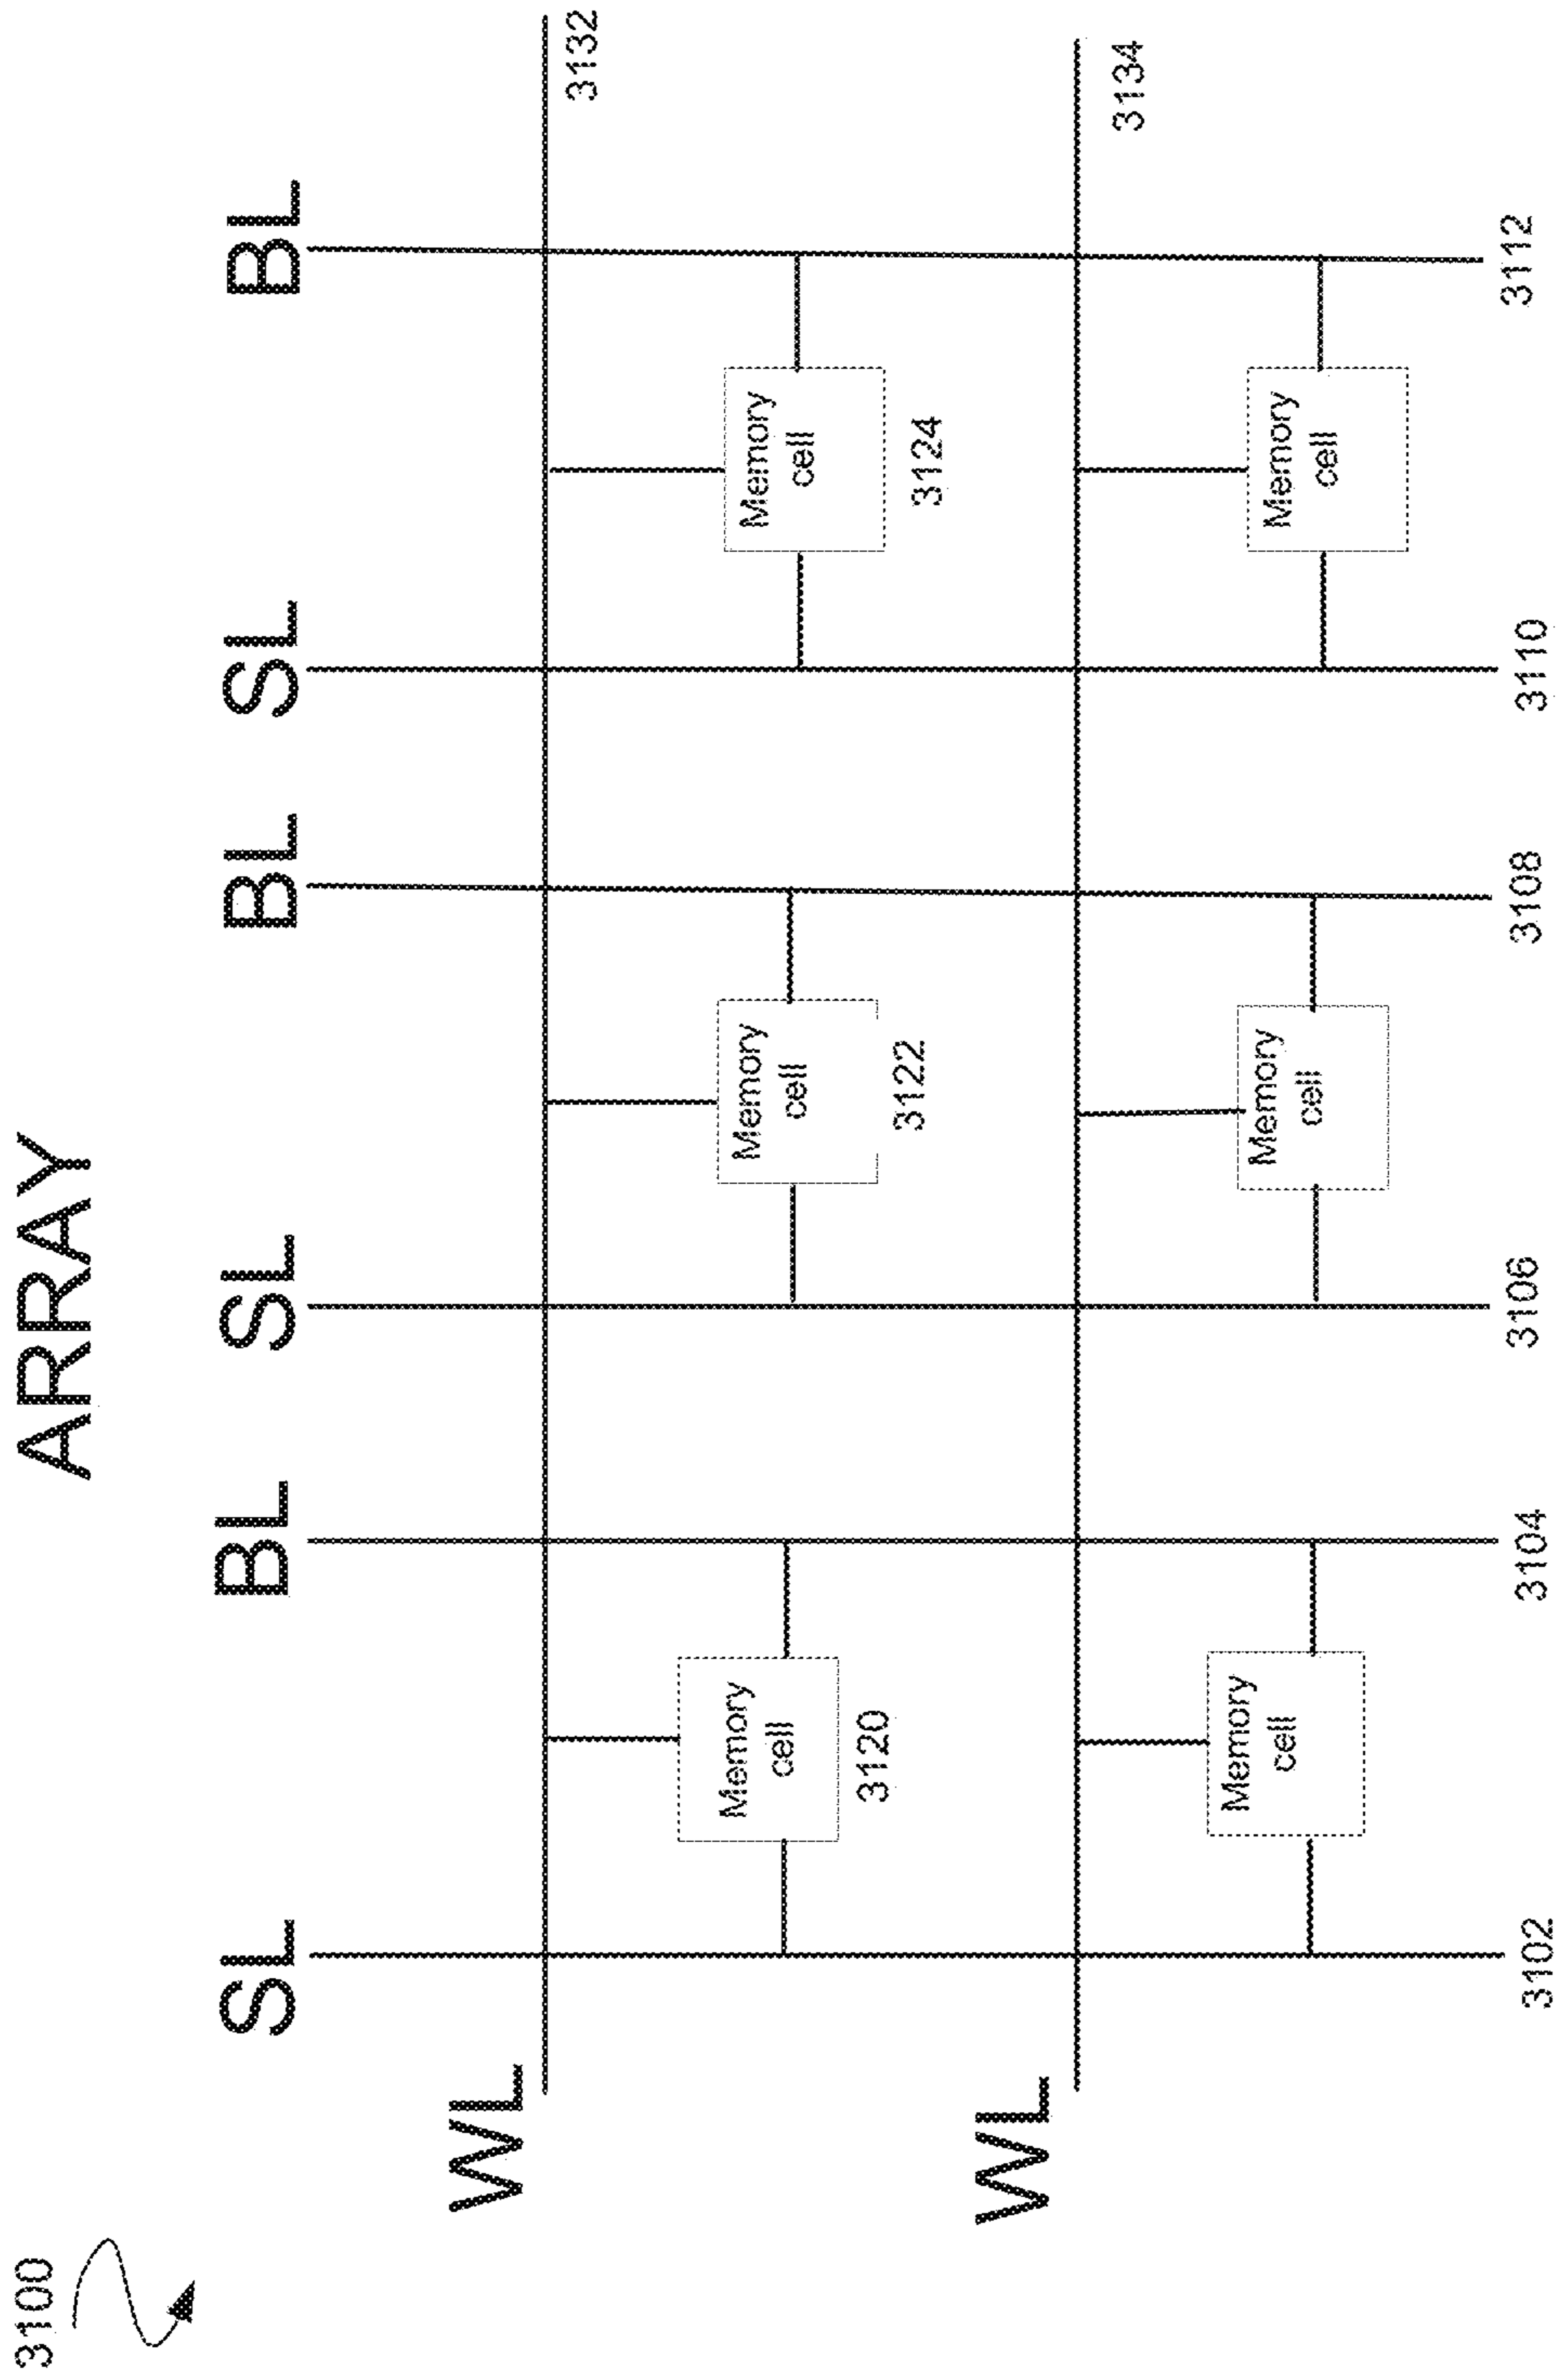 3100
ARRAY
SL
BL
SL
BL
SL
BL
WL
3132
Memory
cell
3120
Memory
cell
3122
Memory
cell
3124
WL
3134
Memory
cell
Memory
cell
Memory
cell
3102
3104
3106
3108
3110
3112